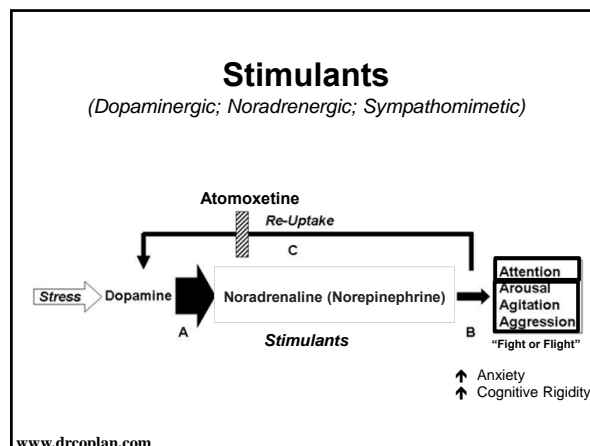 Stimulants
(Dopaminergic; Noradrenergic; Sympathomimetic)
Atomoxetine
Re-Uptake
C
Stress
Dopamine
Noradrenaline (Norepinephrine)
Attention
Arousal
Agitation
Aggression
A
Stimulants
B
"Fight or Flight"
↑ Anxiety
↑ Cognitive Rigidity
www.drcoplan.com